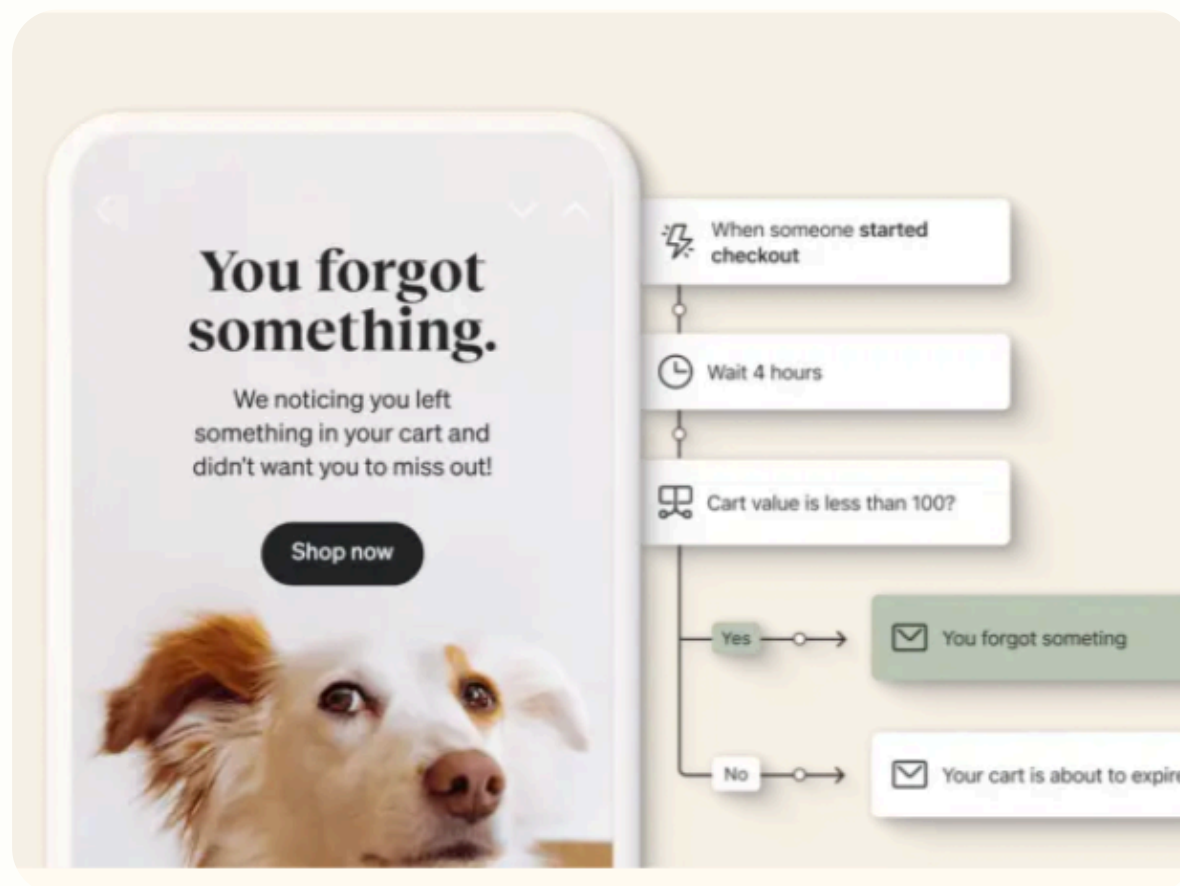 You forgot
something.
We noticing you left
something in your cart and
didn't want you to miss out!
Shop now
When someone started
checkout
Wait 4 hours
Cart value is less than 100?
Yes
You forgot someting
No
Your cart is about to expire